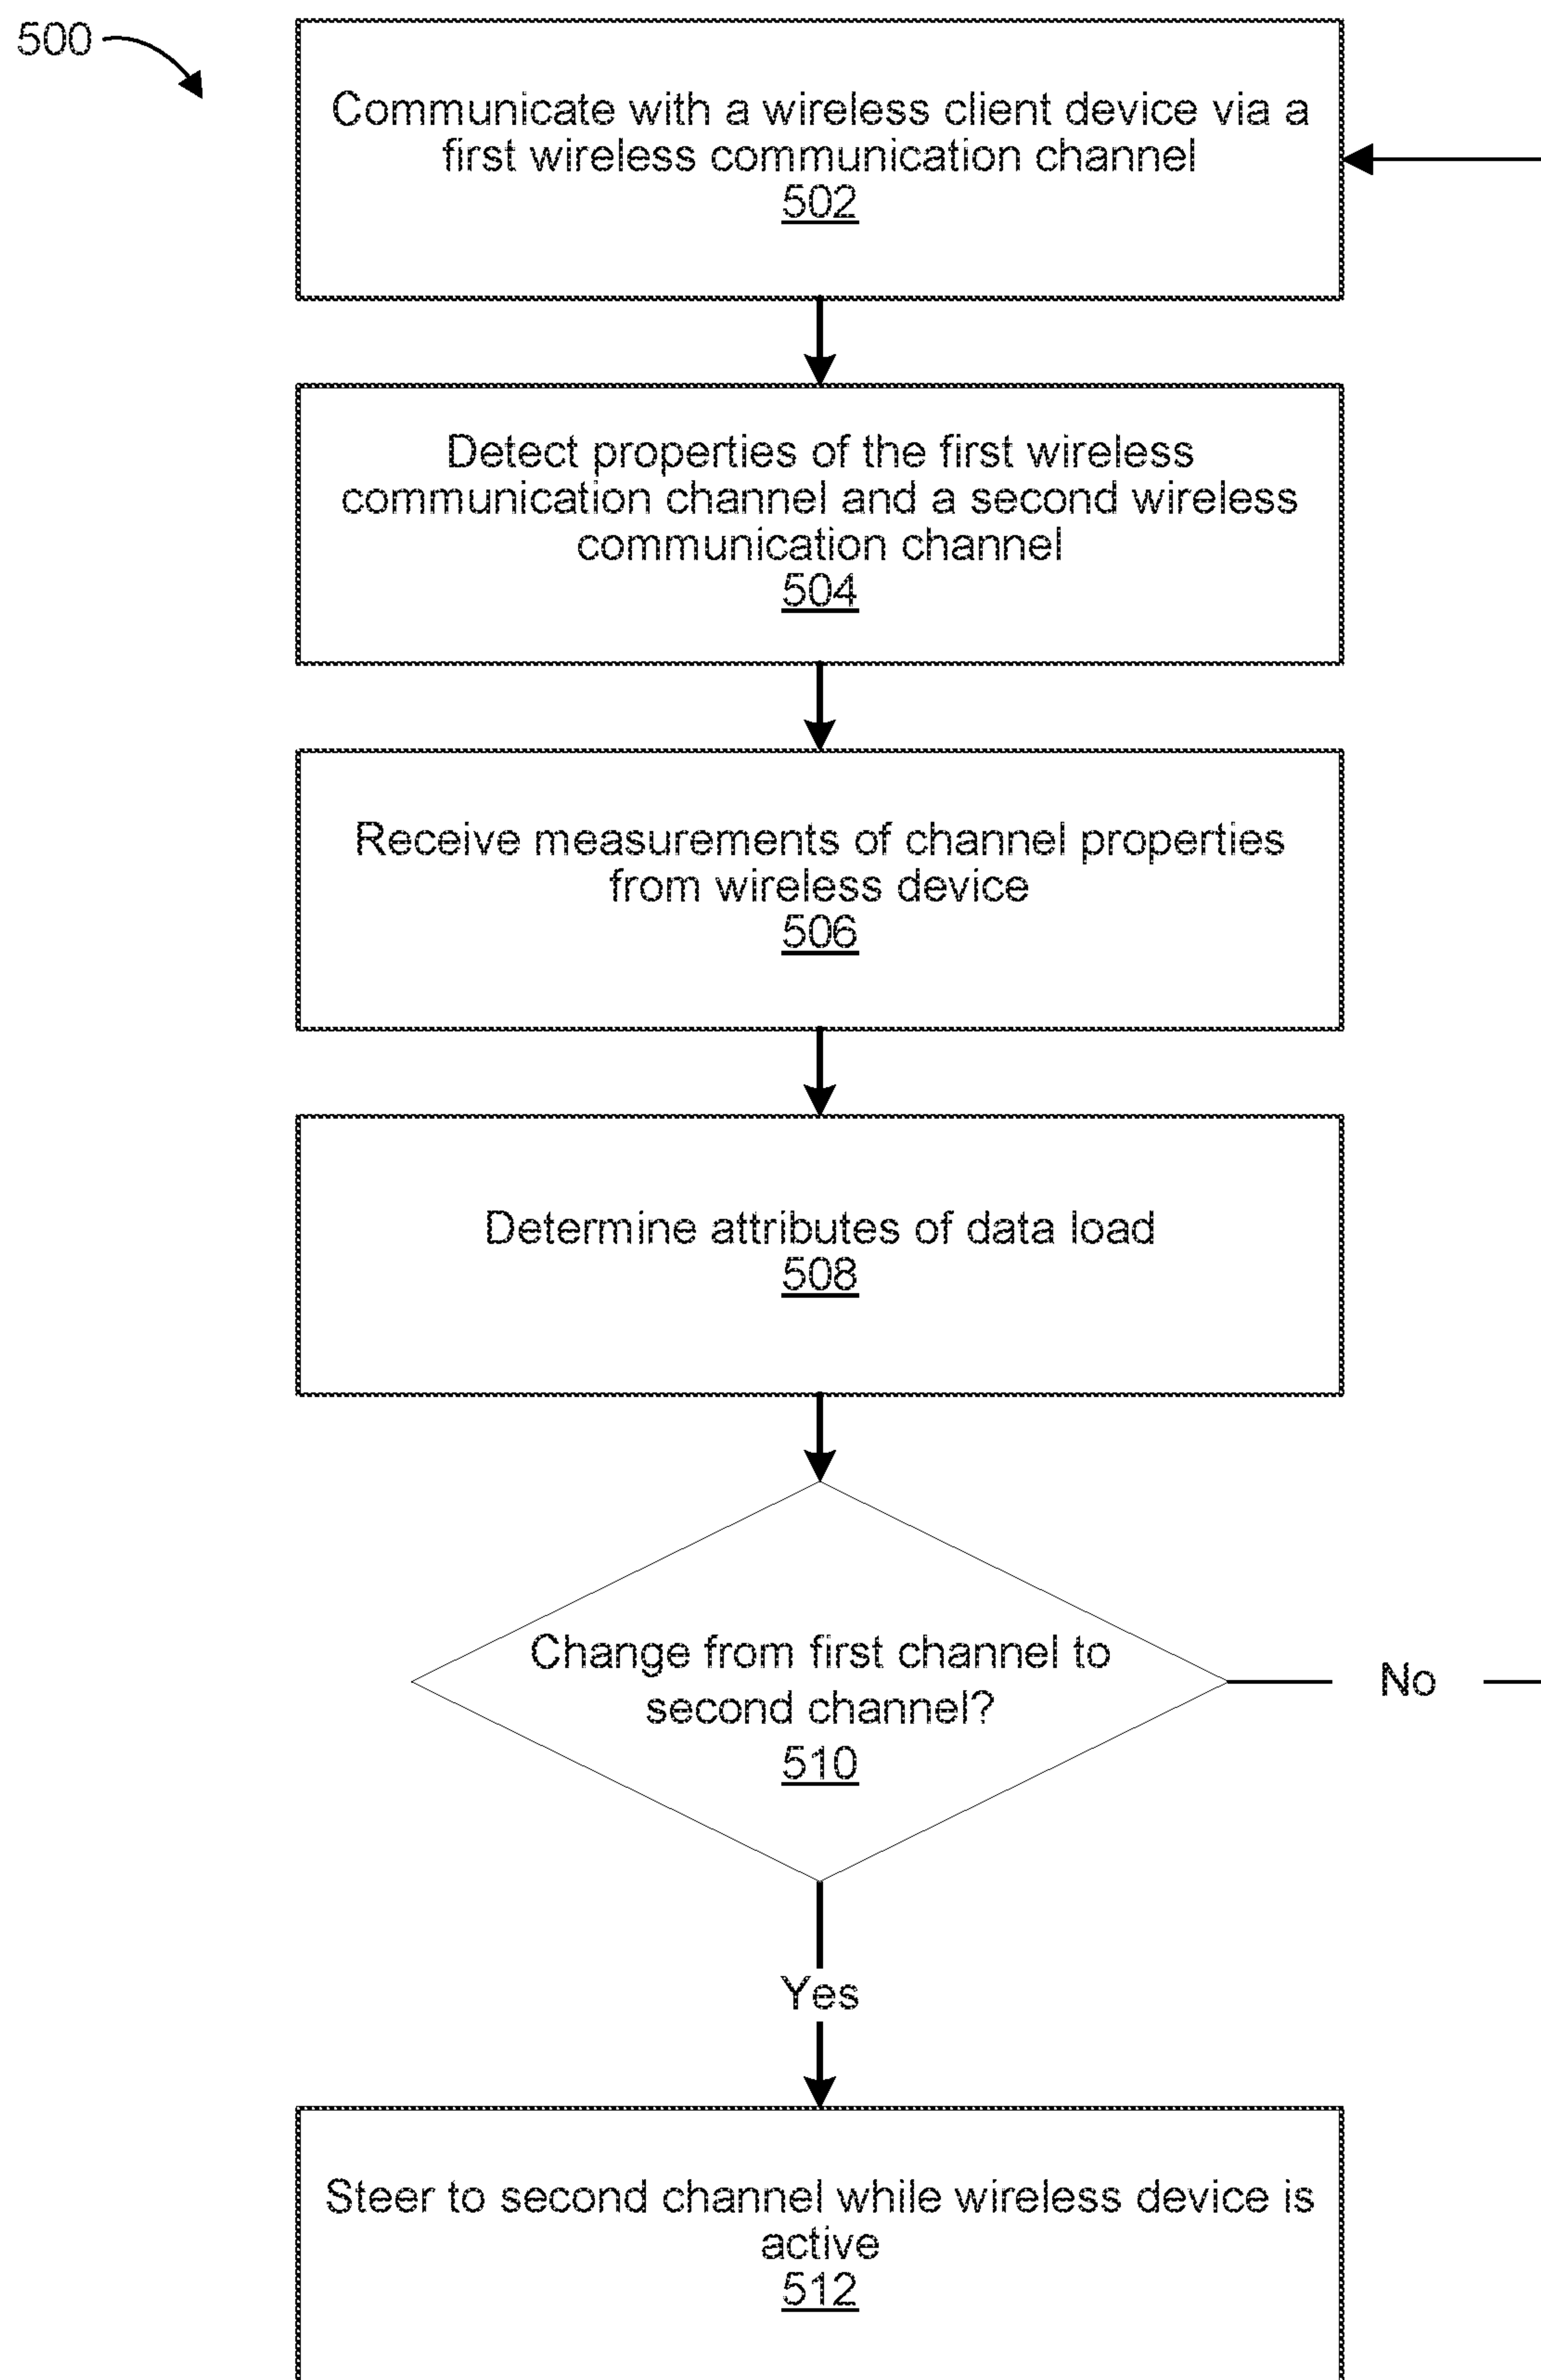 500
Communicate with a wireless client device via a
first wireless communication channel
502
Detect properties of the first wireless
communication channel and a second wireless
communication channel
504
Receive measurements of channel properties
from wireless device
506
Determine attributes of data load
508
Change from first channel to
second channel?
510
No
Yes
Steer to second channel while wireless device is
active
512